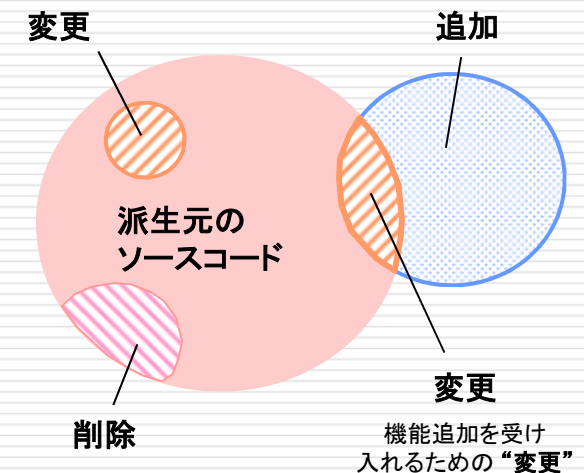 変更
追加
派生元の
ソースコード
変更
削除
機能追加を受け
入れるための “変更”